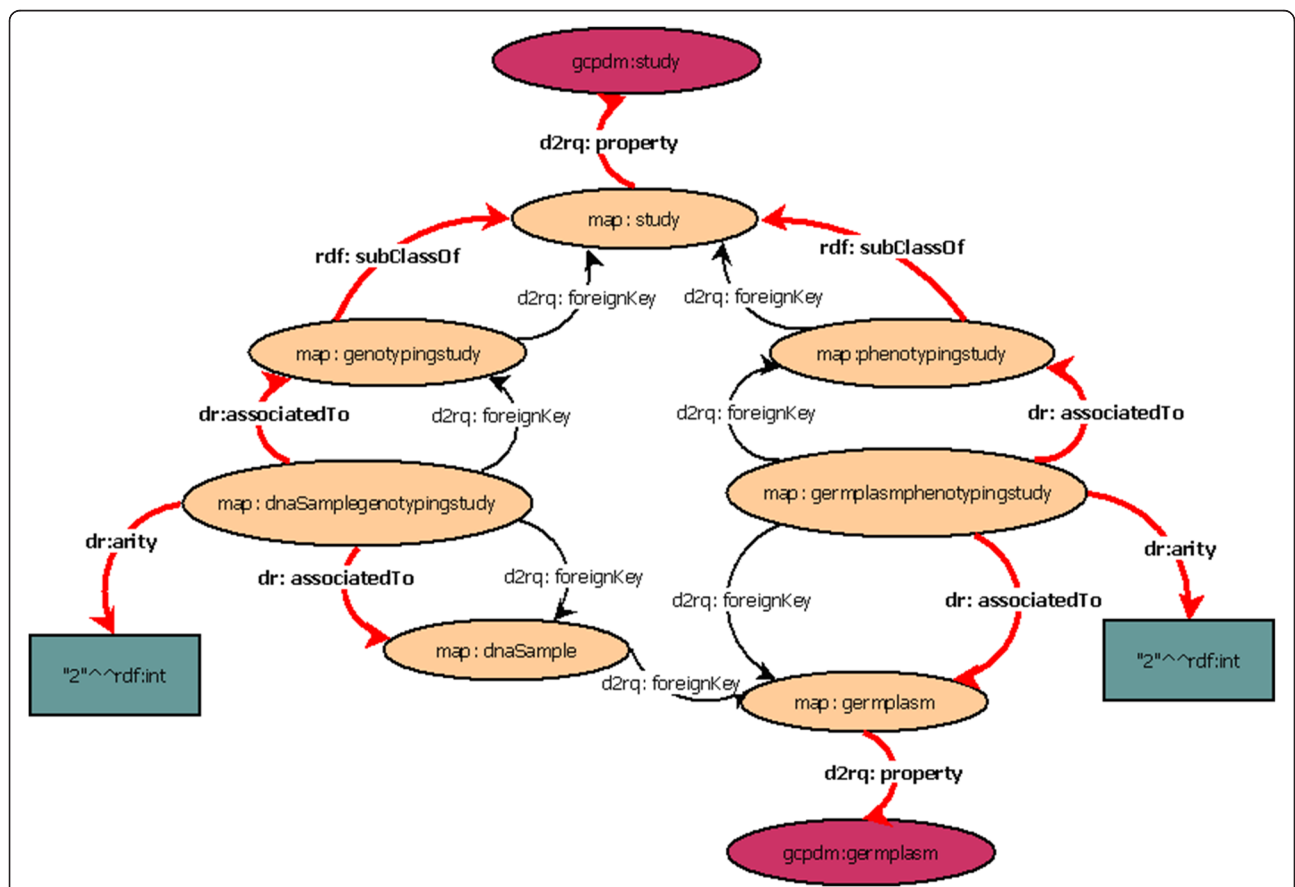 gcpdm:study
d2rq: property
map: study
rdf: subClassOf
rdf: subClassOf
d2rq: foreignKey
d2rq: foreignKey
map: genotypingstudy
map:phenotypingstudy
dr:associatedTo
d2rq: foreignKey
d2rq: foreignKey
dr: associatedTo
map: dnaSamplegenotypingstudy
map: germplasmphenotypingstudy
dr:arity
dr: associatedTo
d2rq: foreignKey
d2rq: foreignKey
dr: associatedTo
dr:arity
"2"^^rdf:int
map: dnaSample
d2rq: foreignKey
"2"^^rdf:int
map: germplasm
d2rq: property
gcpdm:germplasm